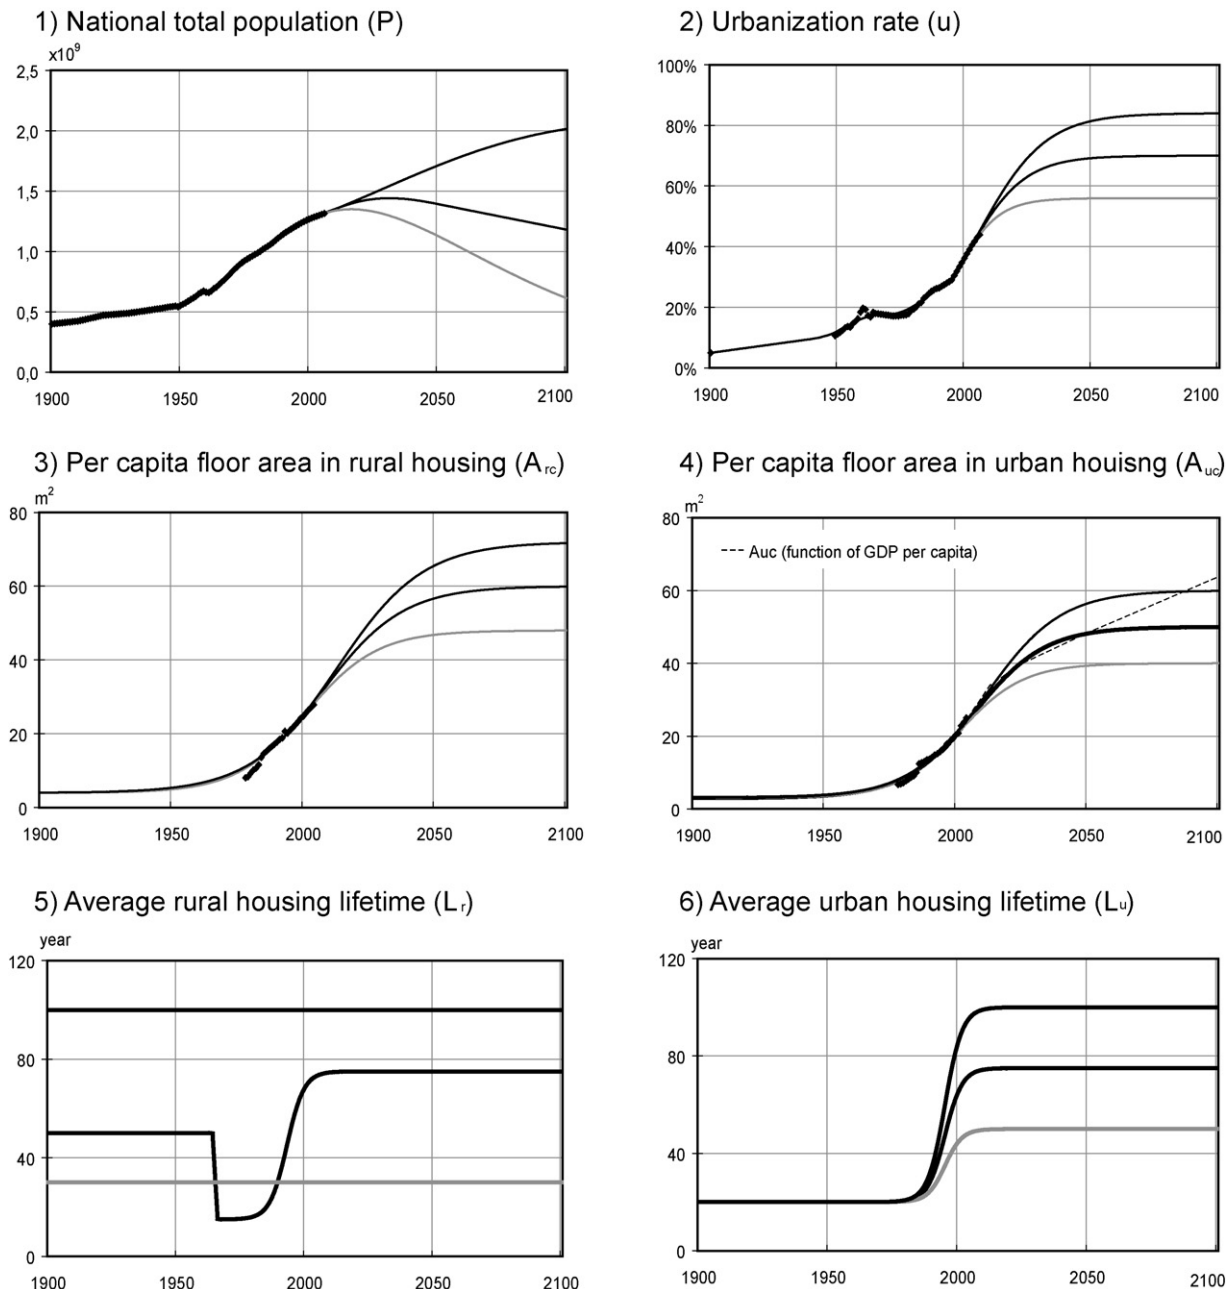 1) National total population (P)
x10⁹
2,5
2,0
1,5
1,0
0,5
0,0
1900 1950 2000 2050 2100
2) Urbanization rate (u)
100%
80%
60%
40%
20%
0%
1900 1950 2000 2050 2100
3) Per capita floor area in rural housing (Arc)
m²
80
60
40
20
0
1900 1950 2000 2050 2100
4) Per capita floor area in urban houisng (Auc)
m²
80
--- Auc (function of GDP per capita)
60
40
20
0
1900 1950 2000 2050 2100
5) Average rural housing lifetime (Lr)
year
120
80
40
0
1900 1950 2000 2050 2100
6) Average urban housing lifetime (Lu)
year
120
80
40
0
1900 1950 2000 2050 2100